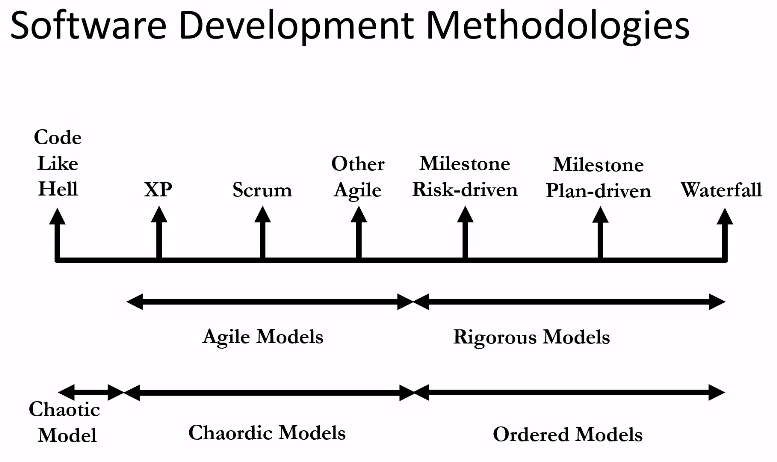 Software Development Methodologies
Code
Like
Hell
XP
Scrum
Other
Agile
Milestone
Risk-driven
Milestone
Plan-driven
Waterfall
Agile Models
Rigorous Models
Chaotic
Model
Chaordic Models
Ordered Models